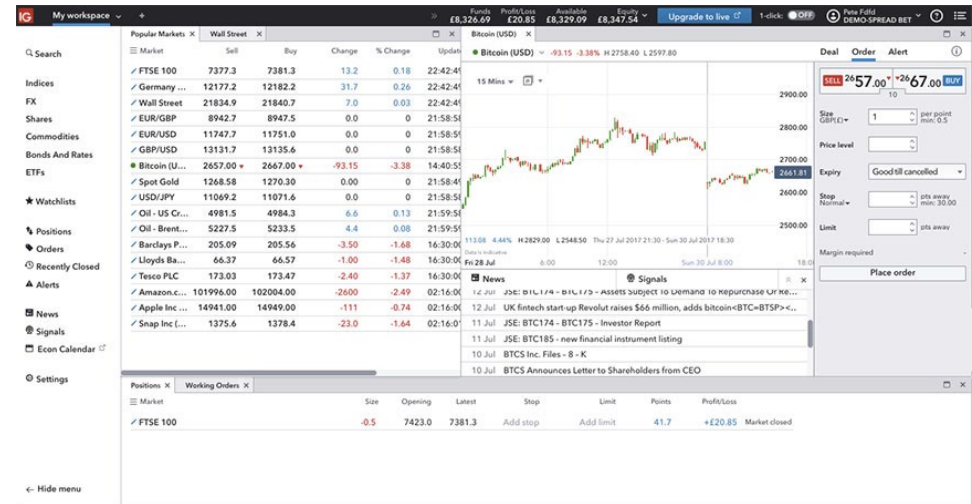 IG My workspace +
» Funds £8,326.69 Profit/Loss £20.85 Available £8,329.09 Equity £8,347.54 Upgrade to live 1-click: OFF Pete Fdfd DEMO-SPREAD BET
Search
Indices
FX
Shares
Commodities
Bonds And Rates
ETFs
Watchlists
Positions
Orders
Recently Closed
Alerts
News
Signals
Econ Calendar
Settings
← Hide menu
Popular Markets × Wall Street ×
Market Sell Buy Change % Change Updat
FTSE 100 7377.3 7381.3 13.2 0.18 22:42:4
Germany ... 12177.2 12182.2 31.7 0.26 22:42:4
Wall Street 21834.9 21840.7 7.0 0.03 22:42:4
EUR/GBP 8942.7 8947.5 0.0 0 21:58:5
EUR/USD 11747.7 11751.0 0.0 0 21:58:5
GBP/USD 13131.7 13135.6 0.0 0 21:58:5
Bitcoin (U... 2657.00 2667.00 -93.15 -3.38 14:40:5
Spot Gold 1268.58 1270.30 0.00 0 21:58:4
USD/JPY 11069.2 11071.6 0.0 0 21:58:5
Oil - US Cr... 4981.5 4984.3 6.6 0.13 21:59:5
Oil - Brent... 5227.5 5233.5 4.4 0.08 21:59:5
Barclays P... 205.09 205.56 -3.50 -1.68 16:30:0
Lloyds Ba... 66.37 66.57 -1.00 -1.48 16:30:0
Tesco PLC 173.03 173.47 -2.40 -1.37 16:30:0
Amazon.c... 101996.00 102004.00 -2600 -2.49 02:16:0
Apple Inc ... 14941.00 14949.00 -111 -0.74 02:16:0
Snap Inc (... 1375.6 1378.4 -23.0 -1.64 02:16:0
Bitcoin (USD) ×
Bitcoin (USD) -93.15 -3.38% H 2758.40 L 2597.80
15 Mins
2900.00
2800.00
2700.00
2661.81
2600.00
2500.00
113.08 4.44% H 2829.00 L 2548.50 Thu 27 Jul 2017 21:30 - Sun 30 Jul 2017 18:30
Data is indicative
Fri 28 Jul 6:00 12:00 Sun 30 Jul 8:00 18:0
News Signals
12 Jul JSE: BTC174 - BTC175 - Assets Subject To Demand To Repurchase Or Re...
12 Jul UK fintech start-up Revolut raises $66 million, adds bitcoin<BTC=BTSP><..
11 Jul JSE: BTC174 - BTC175 - Investor Report
11 Jul JSE: BTC185 - new financial instrument listing
10 Jul BTCS Inc. Files - 8 - K
10 Jul BTCS Announces Letter to Shareholders from CEO
Deal Order Alert
SELL 2657.00 2667.00 BUY
10
Size GBP(£) 1 per point min: 0.5
Price level
Expiry Good till cancelled
Stop Normal pts away min: 30.00
Limit pts away
Margin required -
Place order
Positions × Working Orders ×
Market Size Opening Latest Stop Limit Points Profit/Loss
FTSE 100 -0.5 7423.0 7381.3 Add stop Add limit 41.7 +£20.85 Market closed